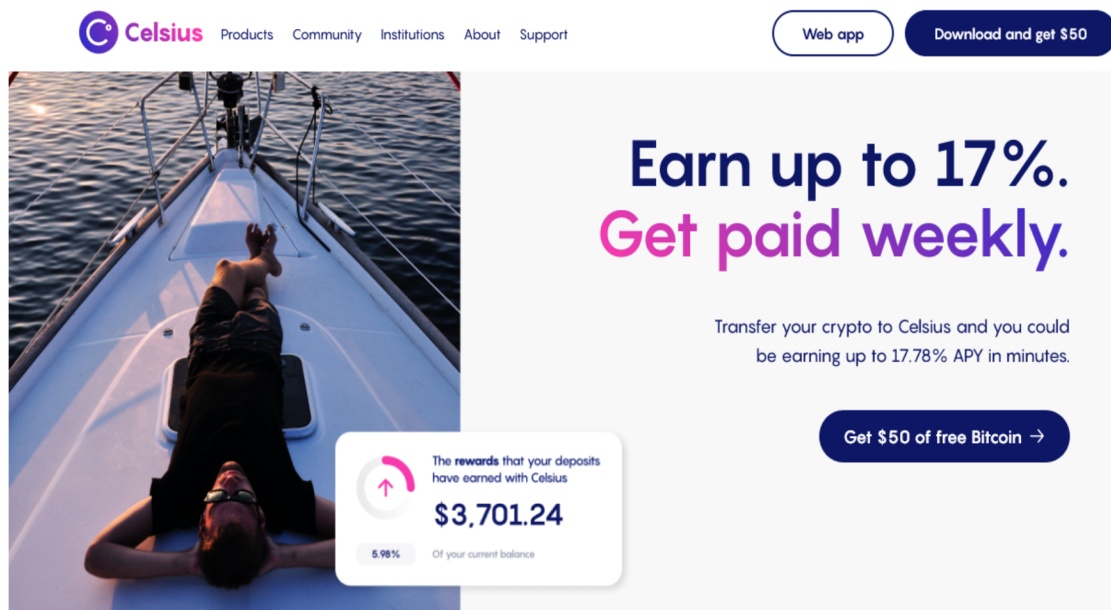 Celsius
Products
Community
Institutions
About
Support
Web app
Download and get $50
Earn up to 17%.
Get paid weekly.
Transfer your crypto to Celsius and you could
be earning up to 17.78% APY in minutes.
Get $50 of free Bitcoin →
The rewards that your deposits
have earned with Celsius
$3,701.24
5.98%
Of your current balance